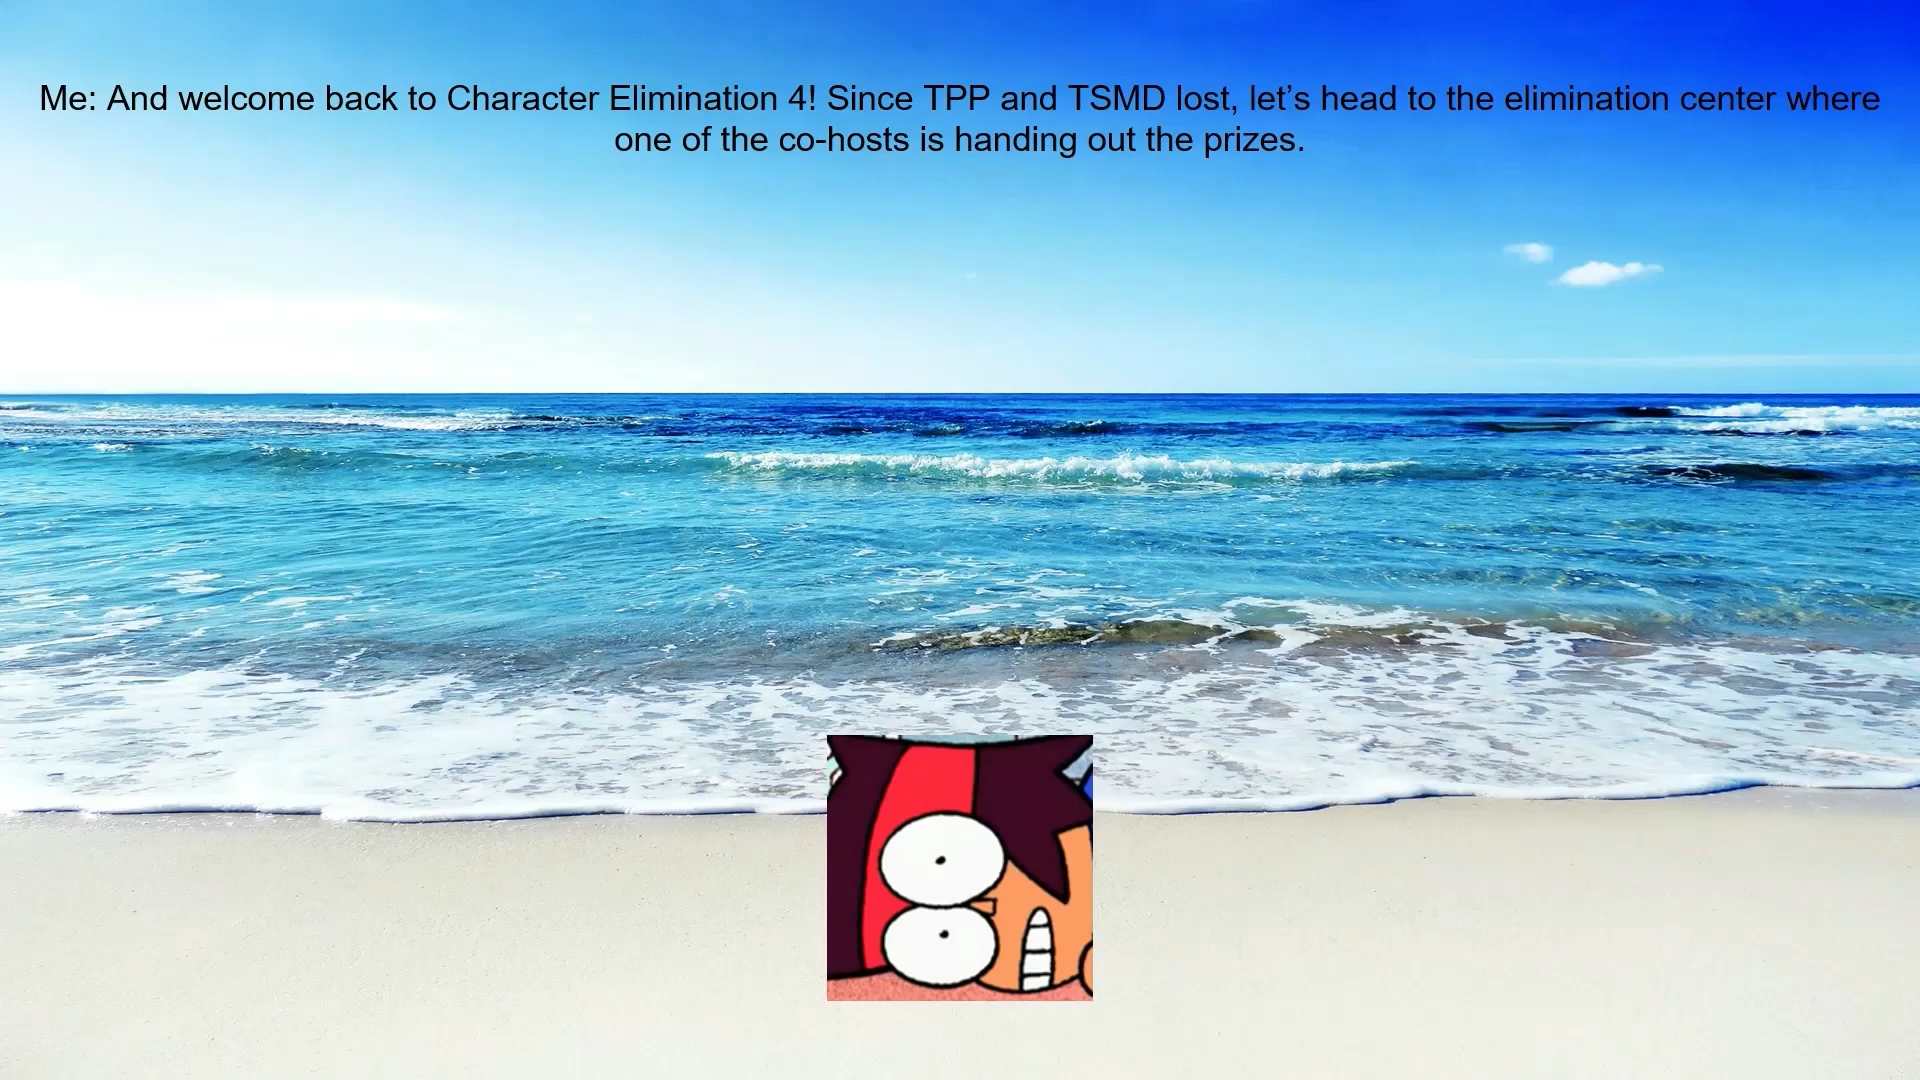 Me: And welcome back to Character Elimination 4! Since TPP and TSMD lost, let’s head to the elimination center where
one of the co-hosts is handing out the prizes.